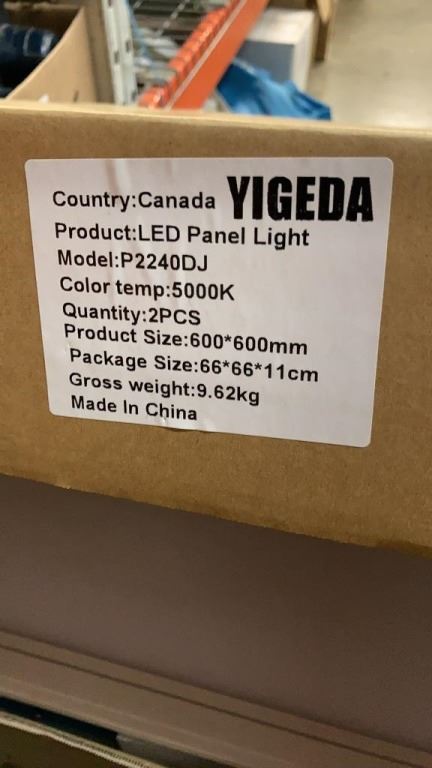 Country:Canada YIGEDA
Product:LED Panel Light
Model:P2240DJ
Color temp:5000K
Quantity:2PCS
Product Size:600*600mm
Package Size:66*66*11cm
Gross weight:9.62kg
Made In China